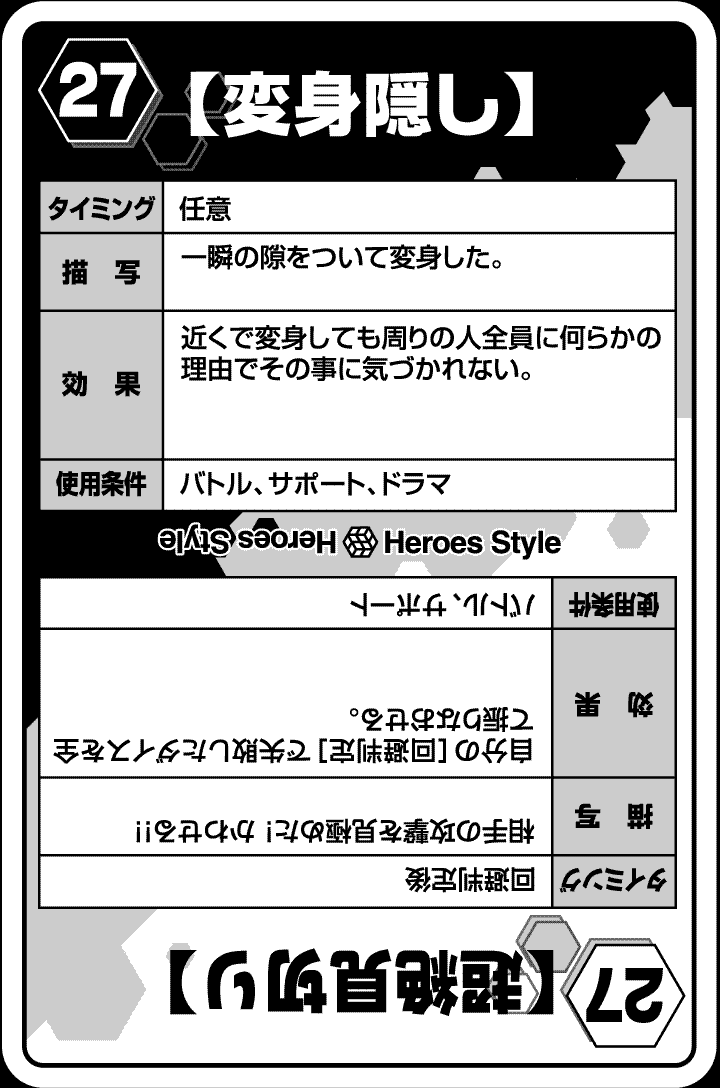 27
【変身隠し】
タイミング 任意
描 写 一瞬の隙をついて変身した。
効 果 近くで変身しても周りの人全員に何らかの
理由でその事に気づかれない。
使用条件 バトル、サポート、ドラマ
Heroes Style Heroes Style
27
【超絶見切り】
タイミング 回避判定後
描 写 相手の攻撃を見極めた! かわせる!!
効 果 自分の[回避判定]で失敗したダイスを全
て振りなおせる。
使用条件 バトル、サポート